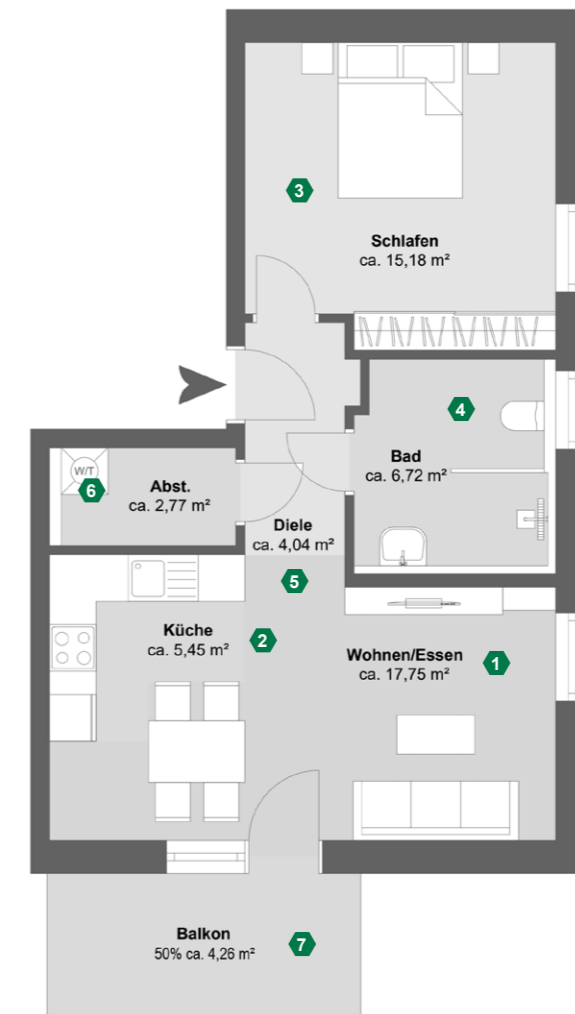 3
Schlafen
ca. 15,18 m²
4
Bad
ca. 6,72 m²
W/T
6
Abst.
ca. 2,77 m²
Diele
ca. 4,04 m²
5
Küche
ca. 5,45 m²
2
Wohnen/Essen
ca. 17,75 m²
1
Balkon
50% ca. 4,26 m²
7